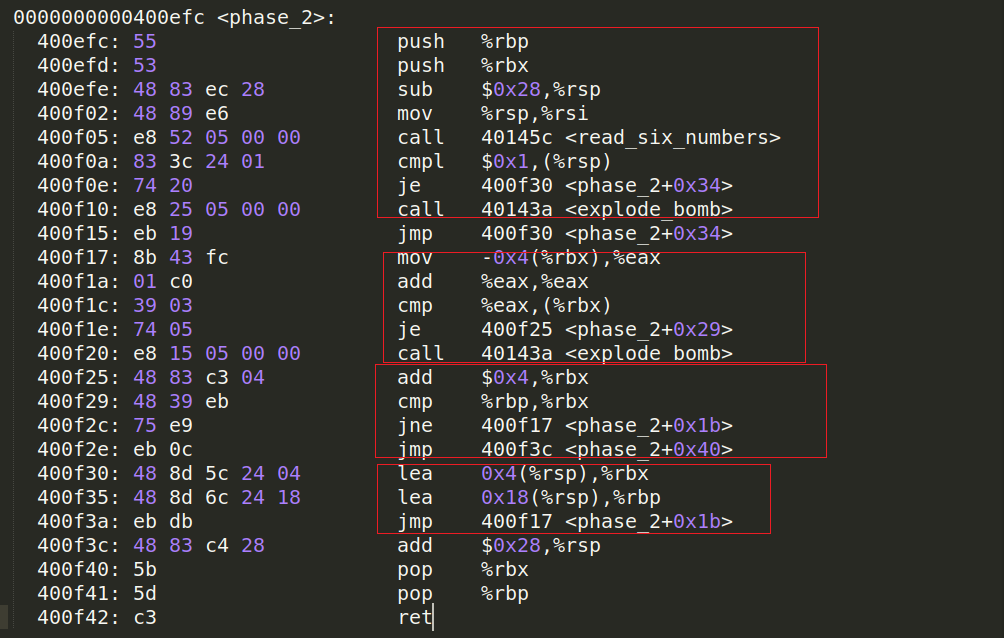 0000000000400efc <phase_2>:
400efc: 55 push %rbp
400efd: 53 push %rbx
400efe: 48 83 ec 28 sub $0x28,%rsp
400f02: 48 89 e6 mov %rsp,%rsi
400f05: e8 52 05 00 00 call 40145c <read_six_numbers>
400f0a: 83 3c 24 01 cmpl $0x1,(%rsp)
400f0e: 74 20 je 400f30 <phase_2+0x34>
400f10: e8 25 05 00 00 call 40143a <explode_bomb>
400f15: eb 19 jmp 400f30 <phase_2+0x34>
400f17: 8b 43 fc mov -0x4(%rbx),%eax
400f1a: 01 c0 add %eax,%eax
400f1c: 39 03 cmp %eax,(%rbx)
400f1e: 74 05 je 400f25 <phase_2+0x29>
400f20: e8 15 05 00 00 call 40143a <explode_bomb>
400f25: 48 83 c3 04 add $0x4,%rbx
400f29: 48 39 eb cmp %rbp,%rbx
400f2c: 75 e9 jne 400f17 <phase_2+0x1b>
400f2e: eb 0c jmp 400f3c <phase_2+0x40>
400f30: 48 8d 5c 24 04 lea 0x4(%rsp),%rbx
400f35: 48 8d 6c 24 18 lea 0x18(%rsp),%rbp
400f3a: eb db jmp 400f17 <phase_2+0x1b>
400f3c: 48 83 c4 28 add $0x28,%rsp
400f40: 5b pop %rbx
400f41: 5d pop %rbp
400f42: c3 ret